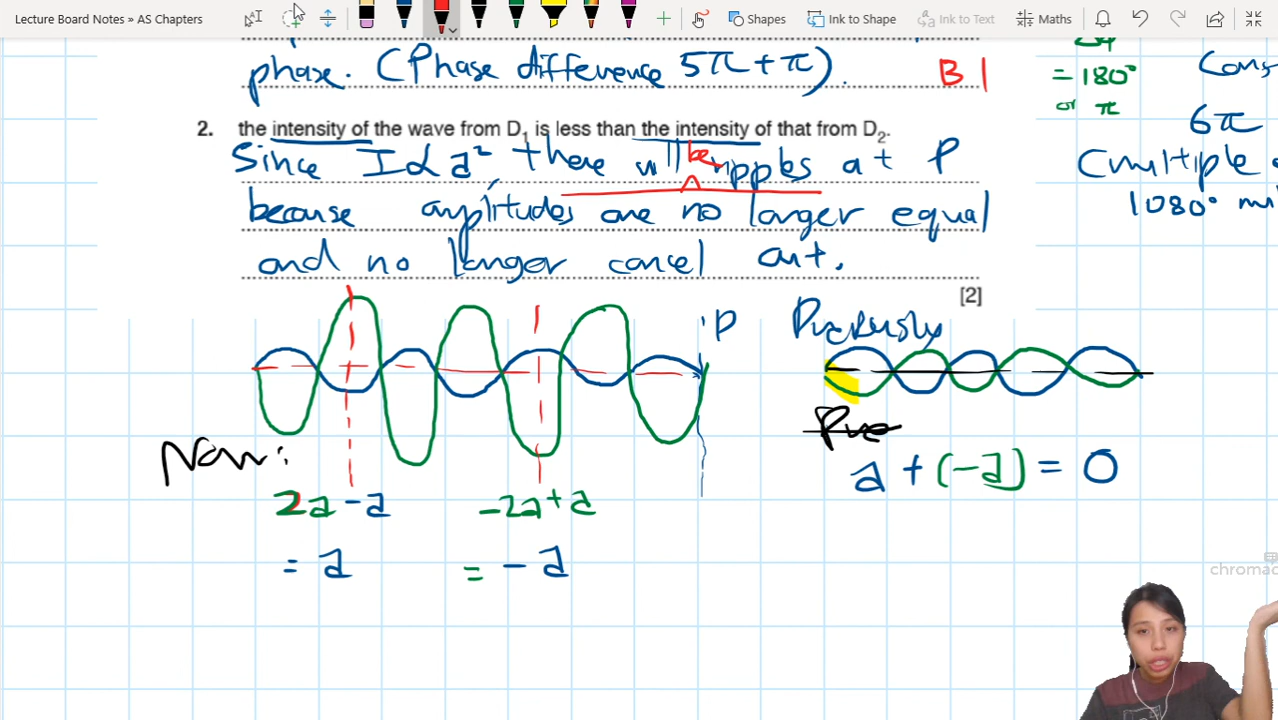 Lecture Board Notes » AS Chapters
Shapes
Ink to Shape
Ink to Text
Maths
phase. (Phase difference 5π+π). B1
= 180°
or π
6π
(multiple
1080°
2. the intensity of the wave from D1 is less than the intensity of that from D2.
Since I α a², there will be ripples at P
because amplitudes are no longer equal
and no longer cancel out.
[2]
P
Previously
Now:
Pre
2a - a
-2a + a
a + (-a) = 0
= a
= - a